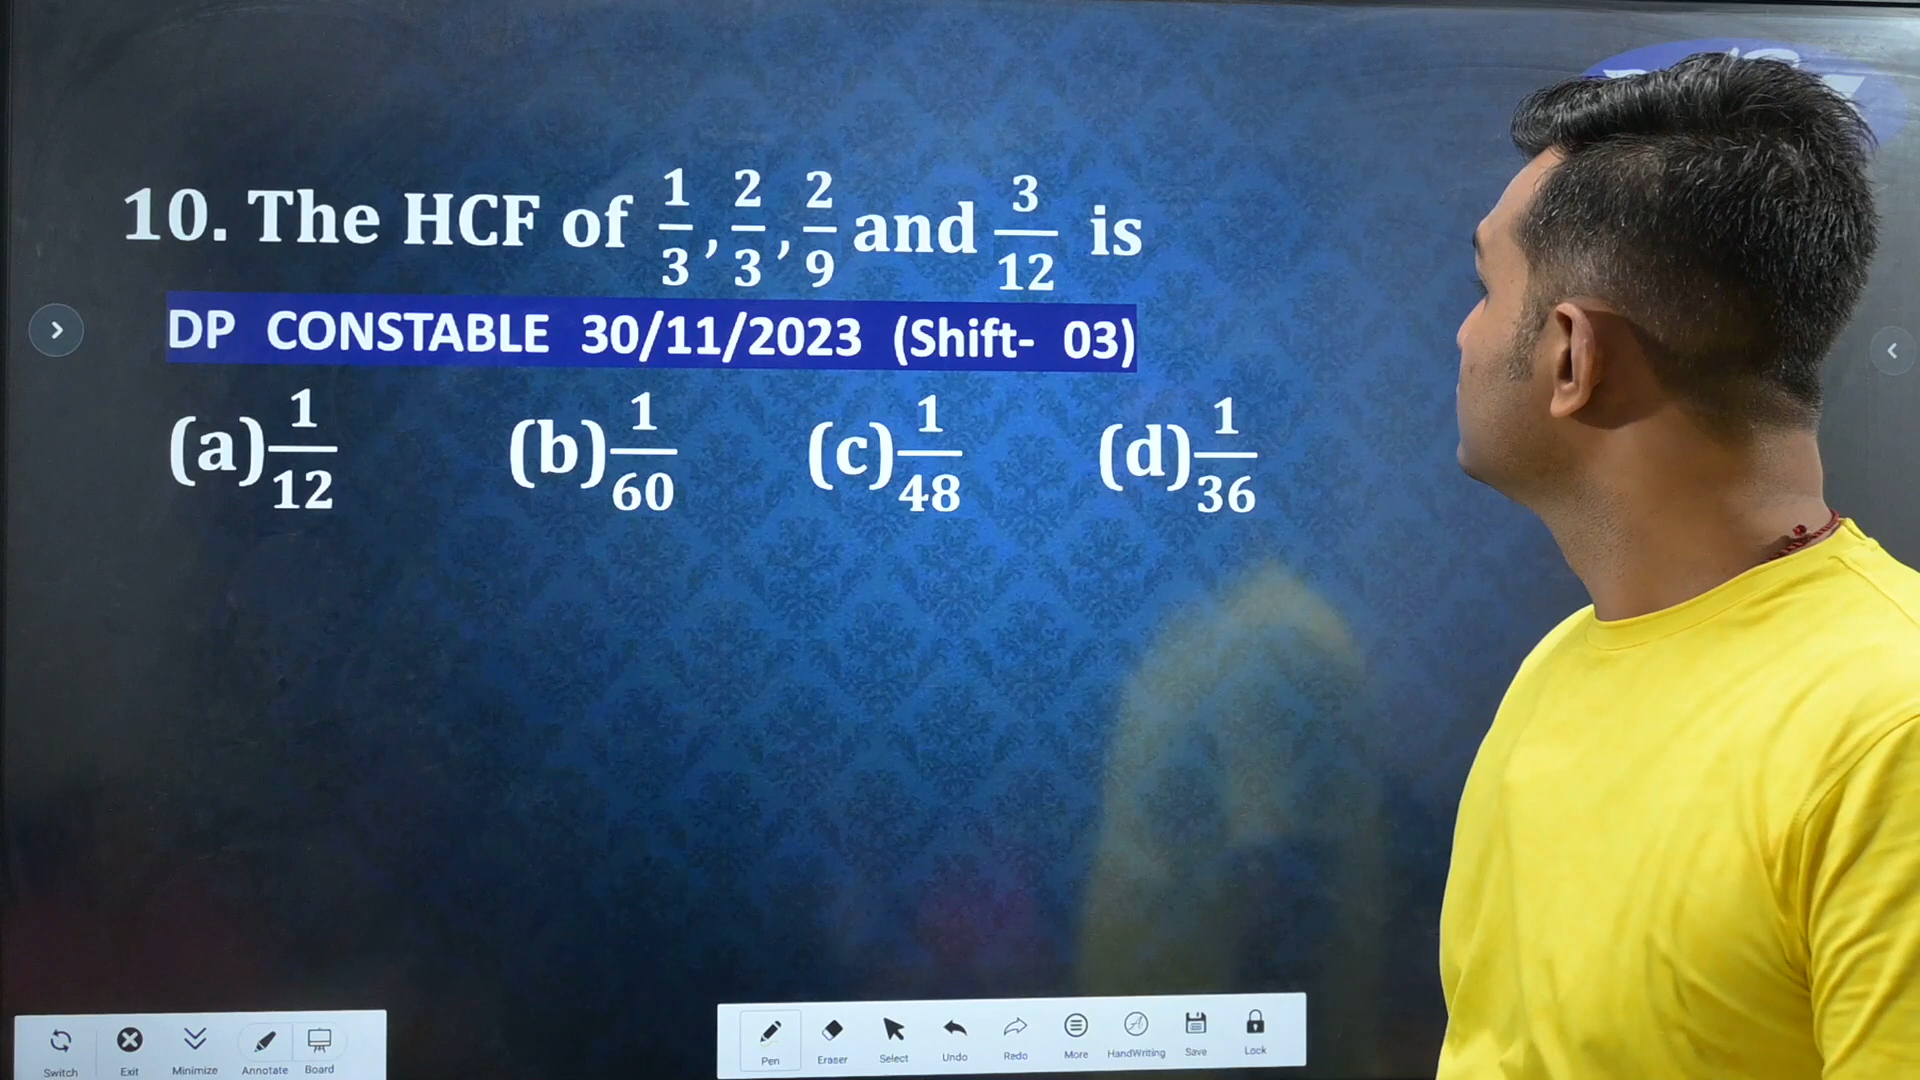 10. The HCF of 1/3, 2/3, 2/9 and 3/12 is
DP CONSTABLE 30/11/2023 (Shift- 03)
(a) 1/12 (b) 1/60 (c) 1/48 (d) 1/36
Switch Exit Minimize Annotate Board
Pen Eraser Select Undo Redo More HandWriting Save Lock